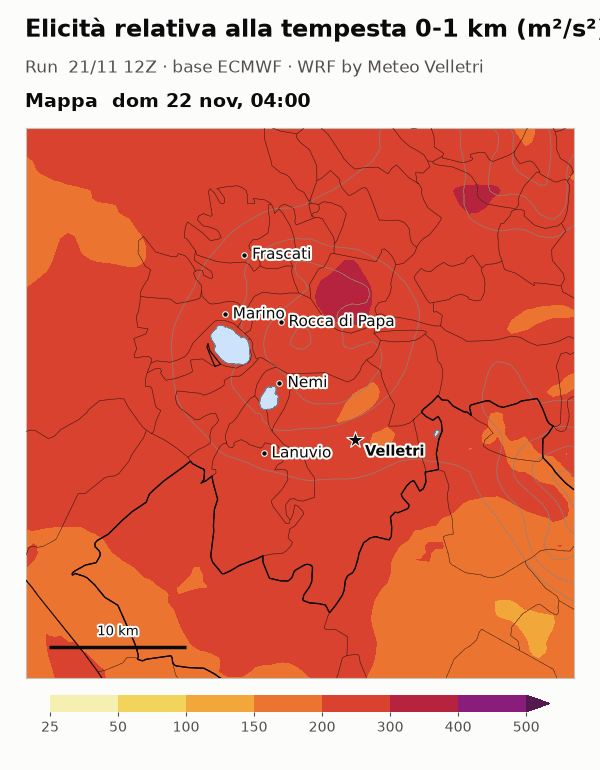 Elicità relativa alla tempesta 0-1 km (m²/s²)
Run  21/11 12Z · base ECMWF · WRF by Meteo Velletri
Mappa  dom 22 nov, 04:00
Frascati
Marino
Rocca di Papa
Nemi
Velletri
Lanuvio
10 km
25 50 100 150 200 300 400 500